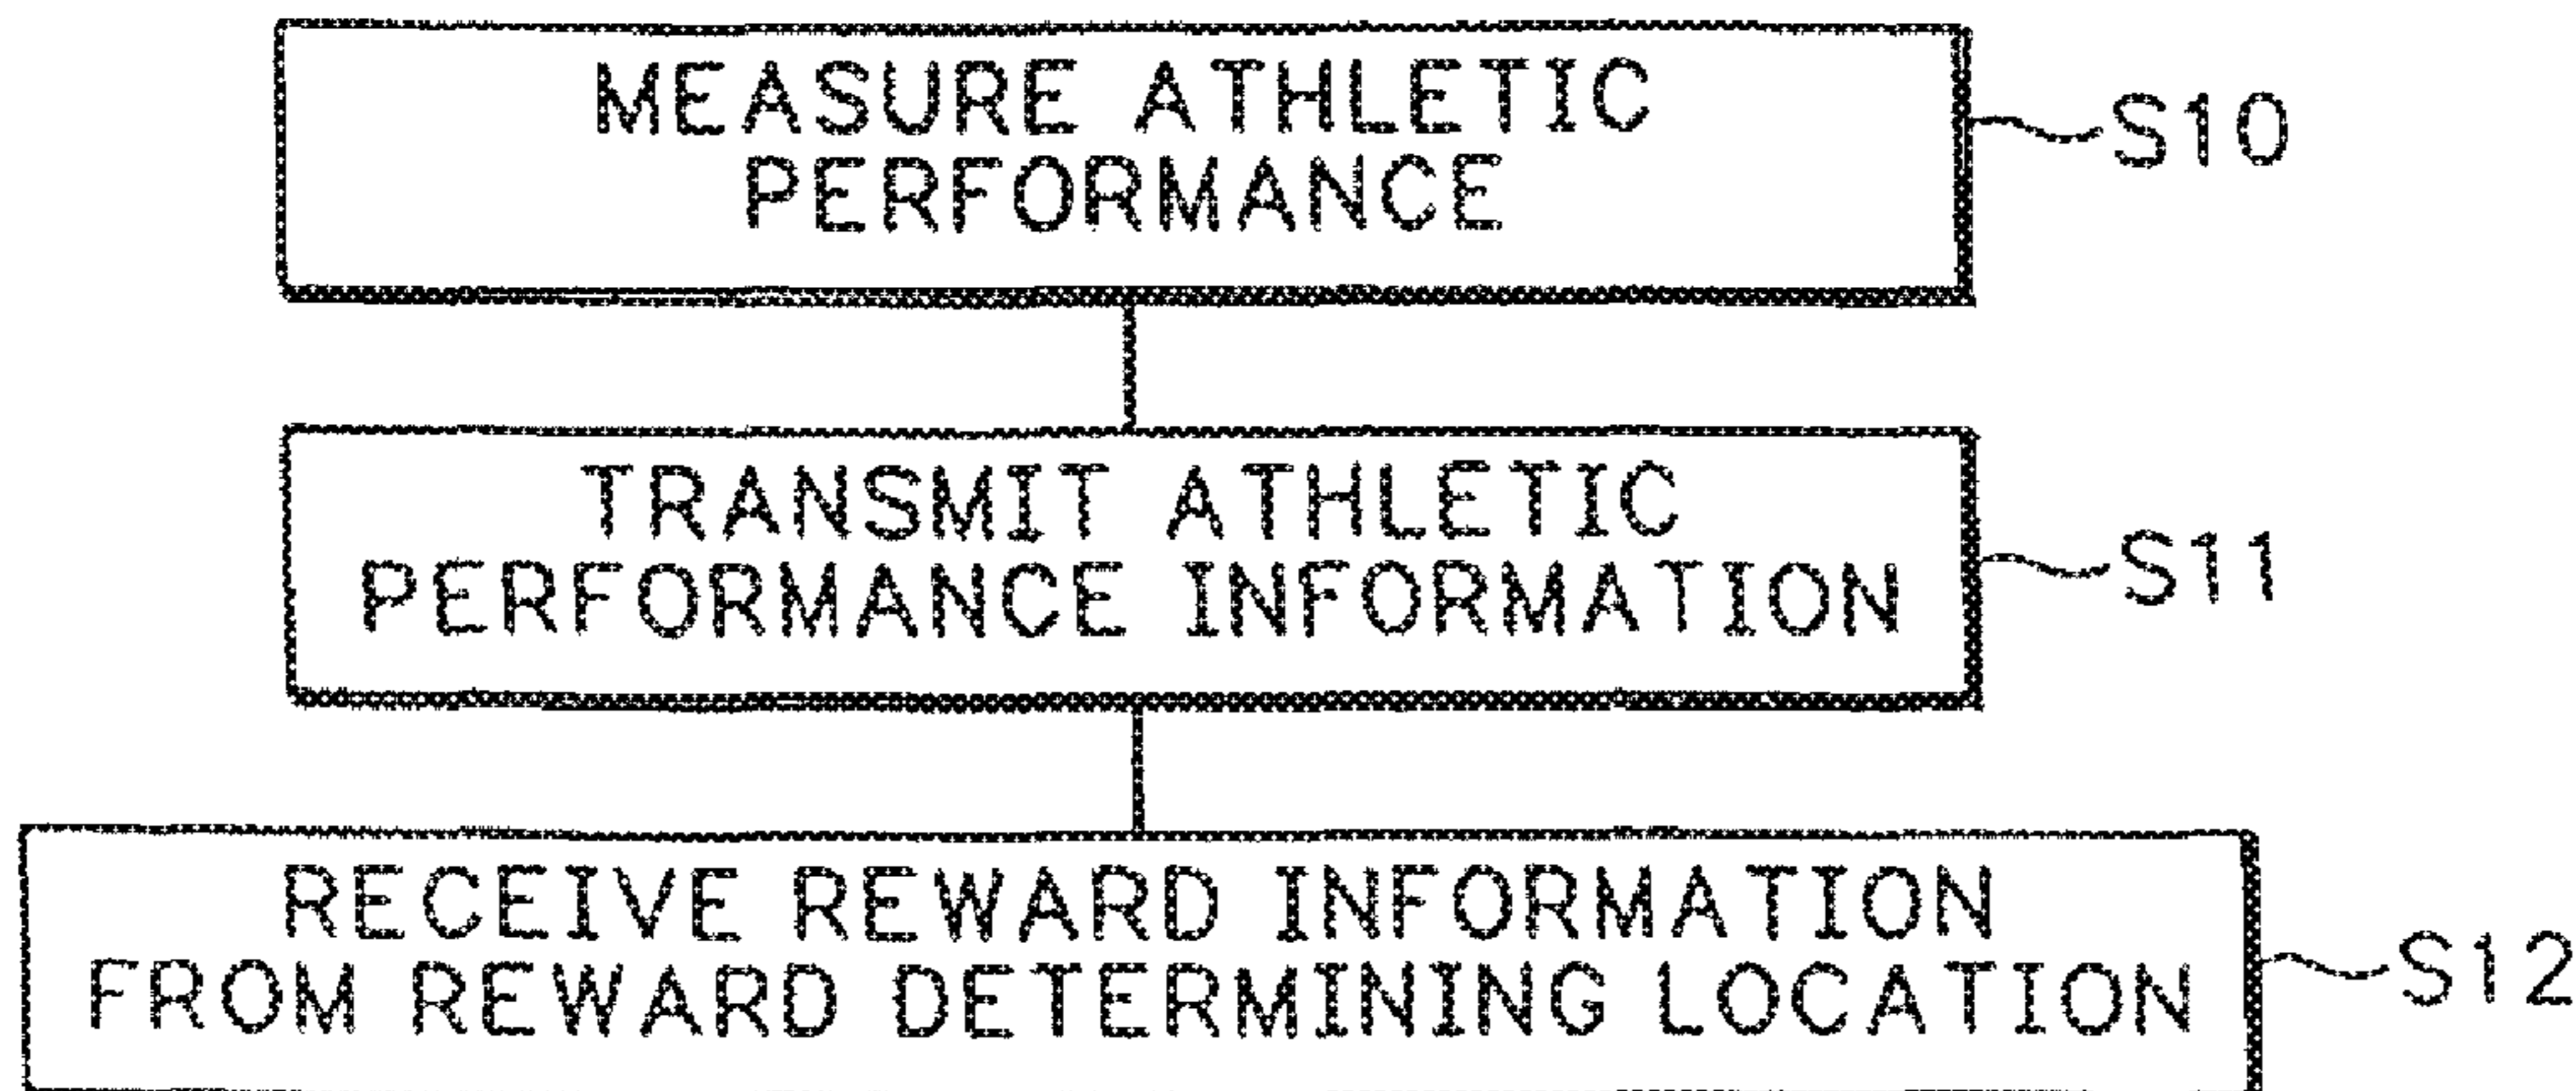 MEASURE ATHLETIC
PERFORMANCE
S10
TRANSMIT ATHLETIC
PERFORMANCE INFORMATION
S11
RECEIVE REWARD INFORMATION
FROM REWARD DETERMINING LOCATION
S12